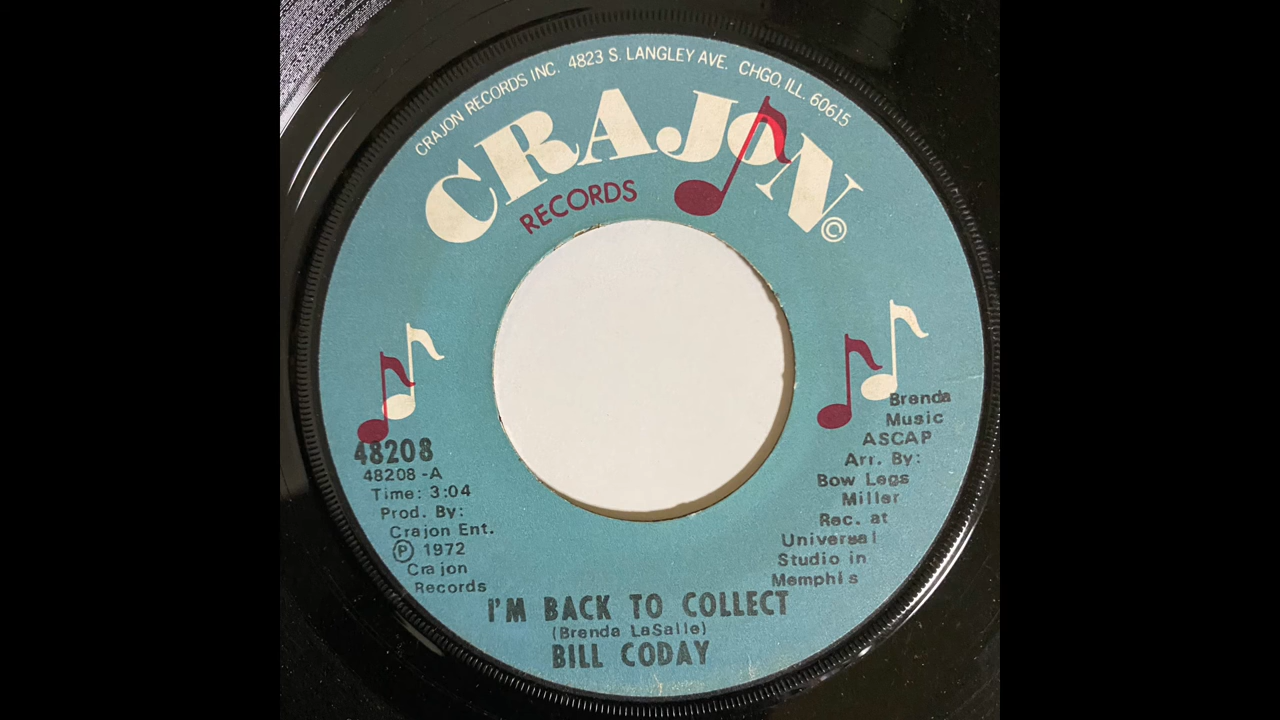 CRAJON RECORDS INC. 4823 S. LANGLEY AVE. CHGO, ILL. 60615
CRAJON ©
RECORDS
48208
48208 -A
Time: 3:04
Prod. By:
Crajon Ent.
Ⓟ 1972
Crajon
Records
Brenda
Music
ASCAP
Arr. By:
Bow Legs
Miller
Rec. at
Universal
Studio in
Memphis
I'M BACK TO COLLECT
(Brenda LaSalle)
BILL CODAY